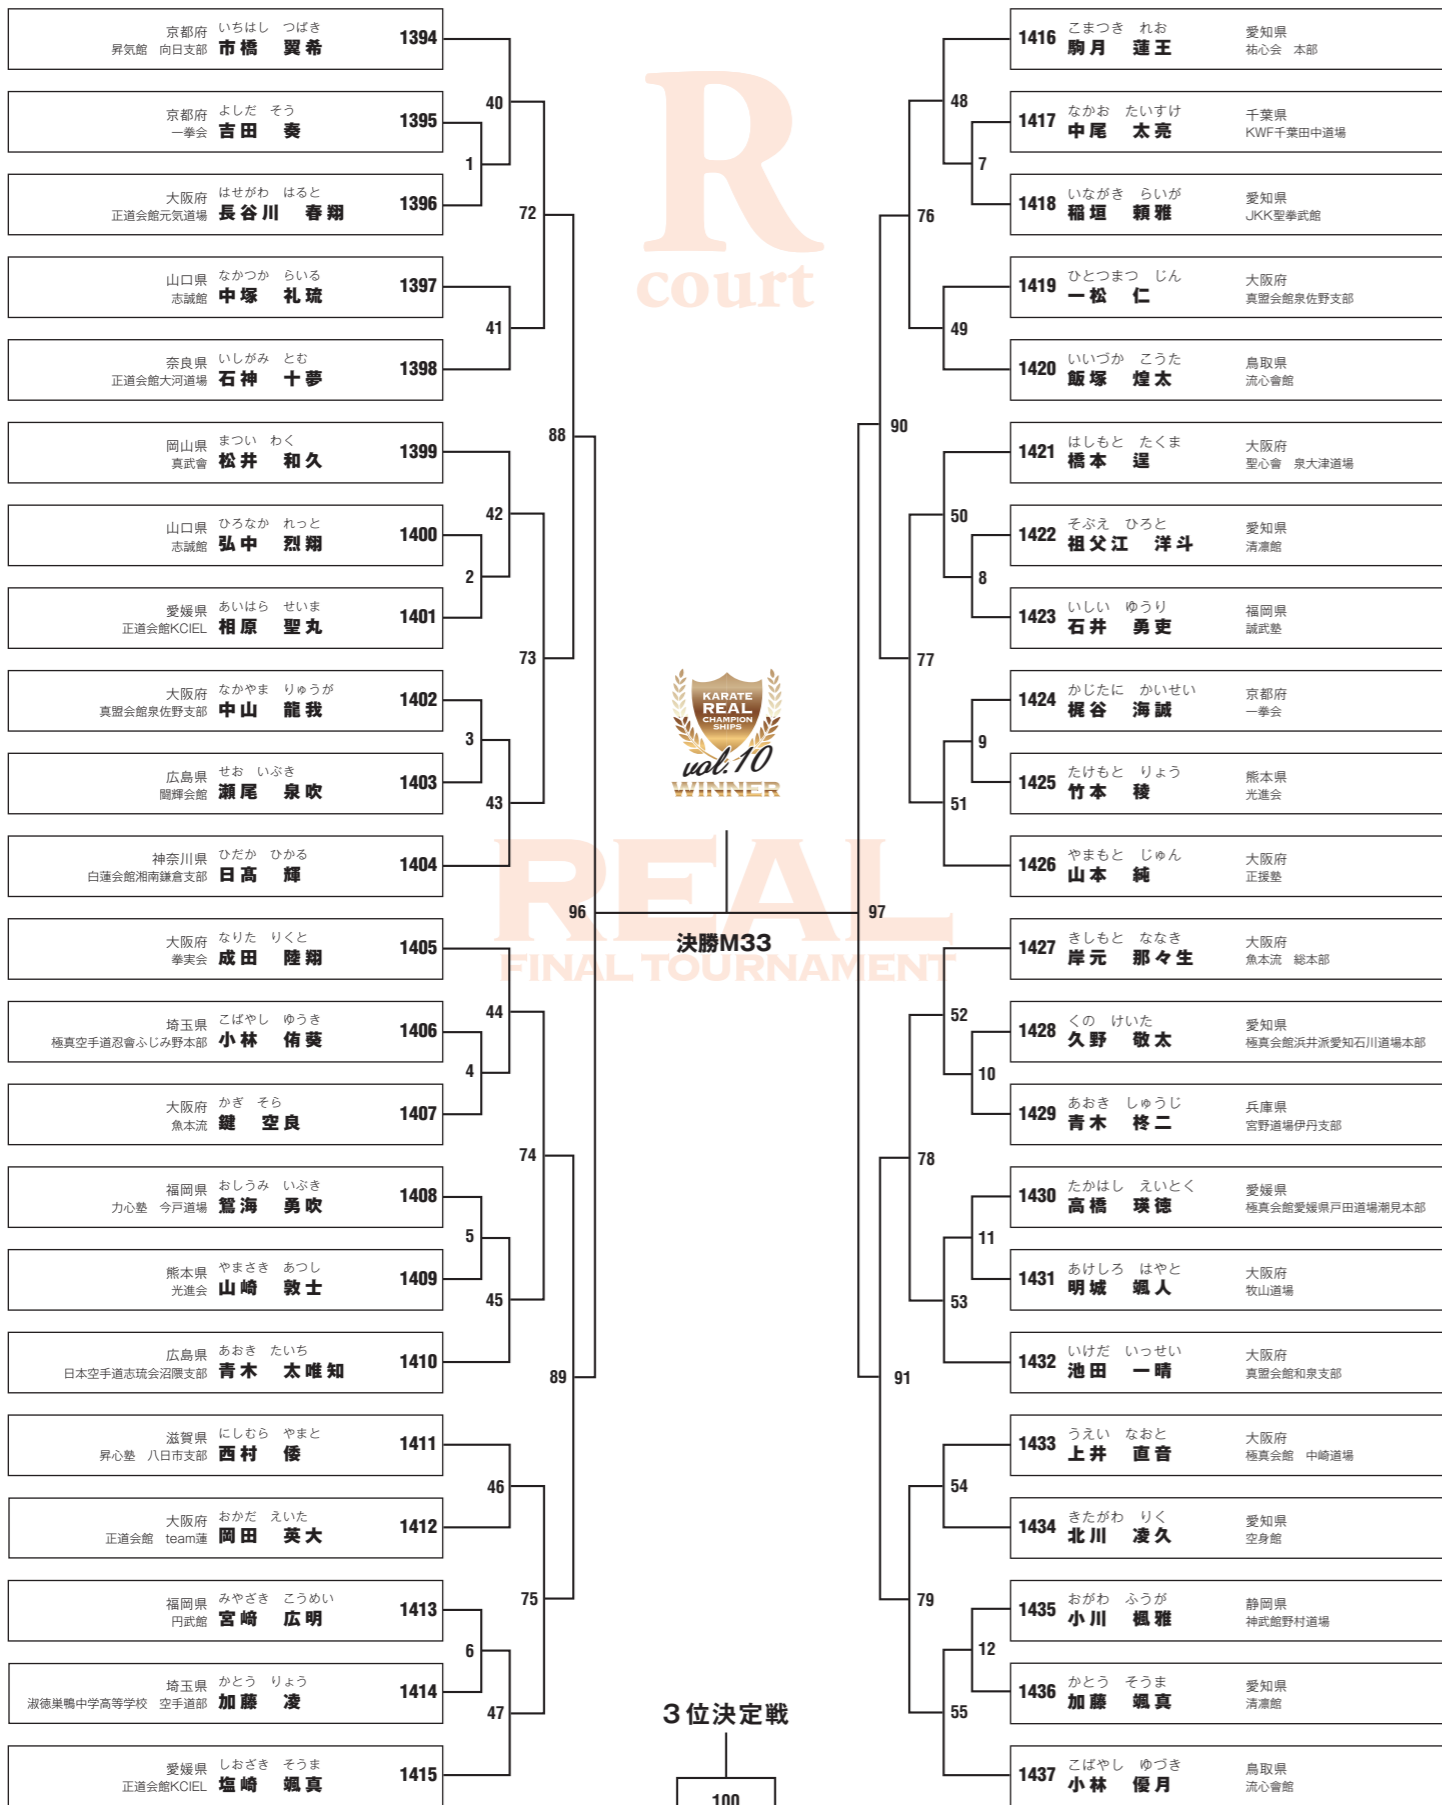 R
court
京都府 いちはし つばき
昇気館 向日支部 市橋 翼希 1394
京都府 よしだ そう
一拳会 吉田 奏 1395
大阪府 はせがわ はると
正道会館元気道場 長谷川 春翔 1396
山口県 なかつか らいる
志誠館 中塚 礼琉 1397
奈良県 いしがみ とむ
正道会館大河道場 石神 十夢 1398
岡山県 まつい わく
真武會 松井 和久 1399
山口県 ひろなか れっと
志誠館 弘中 烈翔 1400
愛媛県 あいはら せいま
正道会館KCIEL 相原 聖丸 1401
大阪府 なかやま りゅうが
真盟会館泉佐野支部 中山 龍我 1402
広島県 せお いぶき
闘輝会館 瀬尾 泉吹 1403
神奈川県 ひだか ひかる
白蓮会館湘南鎌倉支部 日髙 輝 1404
大阪府 なりた りくと
拳実会 成田 陸翔 1405
埼玉県 こばやし ゆうき
極真空手道忍會ふじみ野本部 小林 侑葵 1406
大阪府 かぎ そら
魚本流 鍵 空良 1407
福岡県 おしうみ いぶき
力心塾 今戸道場 鴛海 勇吹 1408
熊本県 やまさき あつし
光進会 山崎 敦士 1409
広島県 あおき たいち
日本空手道志琉会沼隈支部 青木 太唯知 1410
滋賀県 にしむら やまと
昇心塾 八日市支部 西村 倭 1411
大阪府 おかだ えいた
正道会館 team蓮 岡田 英大 1412
福岡県 みやざき こうめい
円武館 宮﨑 広明 1413
埼玉県 かとう りょう
淑徳巣鴨中学高等学校 空手道部 加藤 凌 1414
愛媛県 しおざき そうま
正道会館KCIEL 塩崎 颯真 1415
1
2
3
4
5
6
40
41
42
43
44
45
46
47
72
73
74
75
88
89
96
KARATE
REAL
CHAMPION
SHIPS
vol.10
WINNER
REAL
FINAL TOURNAMENT
決勝M33
3位決定戦
100
97
90
91
76
77
78
79
48
49
50
51
52
53
54
55
7
8
9
10
11
12
こまつき れお 愛知県
1416 駒月 蓮王 祐心会 本部
なかお たいすけ 千葉県
1417 中尾 太亮 KWF千葉田中道場
いながき らいが 愛知県
1418 稲垣 頼雅 JKK聖拳武館
ひとつまつ じん 大阪府
1419 一松 仁 真盟会館泉佐野支部
いいづか こうた 鳥取県
1420 飯塚 煌太 流心會館
はしもと たくま 大阪府
1421 橋本 逞 聖心會 泉大津道場
そぶえ ひろと 愛知県
1422 祖父江 洋斗 清凛館
いしい ゆうり 福岡県
1423 石井 勇吏 誠武塾
かじたに かいせい 京都府
1424 梶谷 海誠 一拳会
たけもと りょう 熊本県
1425 竹本 稜 光進会
やまもと じゅん 大阪府
1426 山本 純 正援塾
きしもと ななき 大阪府
1427 岸元 那々生 魚本流 総本部
くの けいた 愛知県
1428 久野 敬太 極真会館浜井派愛知石川道場本部
あおき しゅうじ 兵庫県
1429 青木 柊二 宮野道場伊丹支部
たかはし えいとく 愛媛県
1430 高橋 瑛徳 極真会館愛媛県戸田道場潮見本部
あけしろ はやと 大阪府
1431 明城 颯人 牧山道場
いけだ いっせい 大阪府
1432 池田 一晴 真盟会館和泉支部
うえい なおと 大阪府
1433 上井 直音 極真会館 中崎道場
きたがわ りく 愛知県
1434 北川 凌久 空身館
おがわ ふうが 静岡県
1435 小川 楓雅 神武館野村道場
かとう そうま 愛知県
1436 加藤 颯真 清凛館
こばやし ゆづき 鳥取県
1437 小林 優月 流心會館